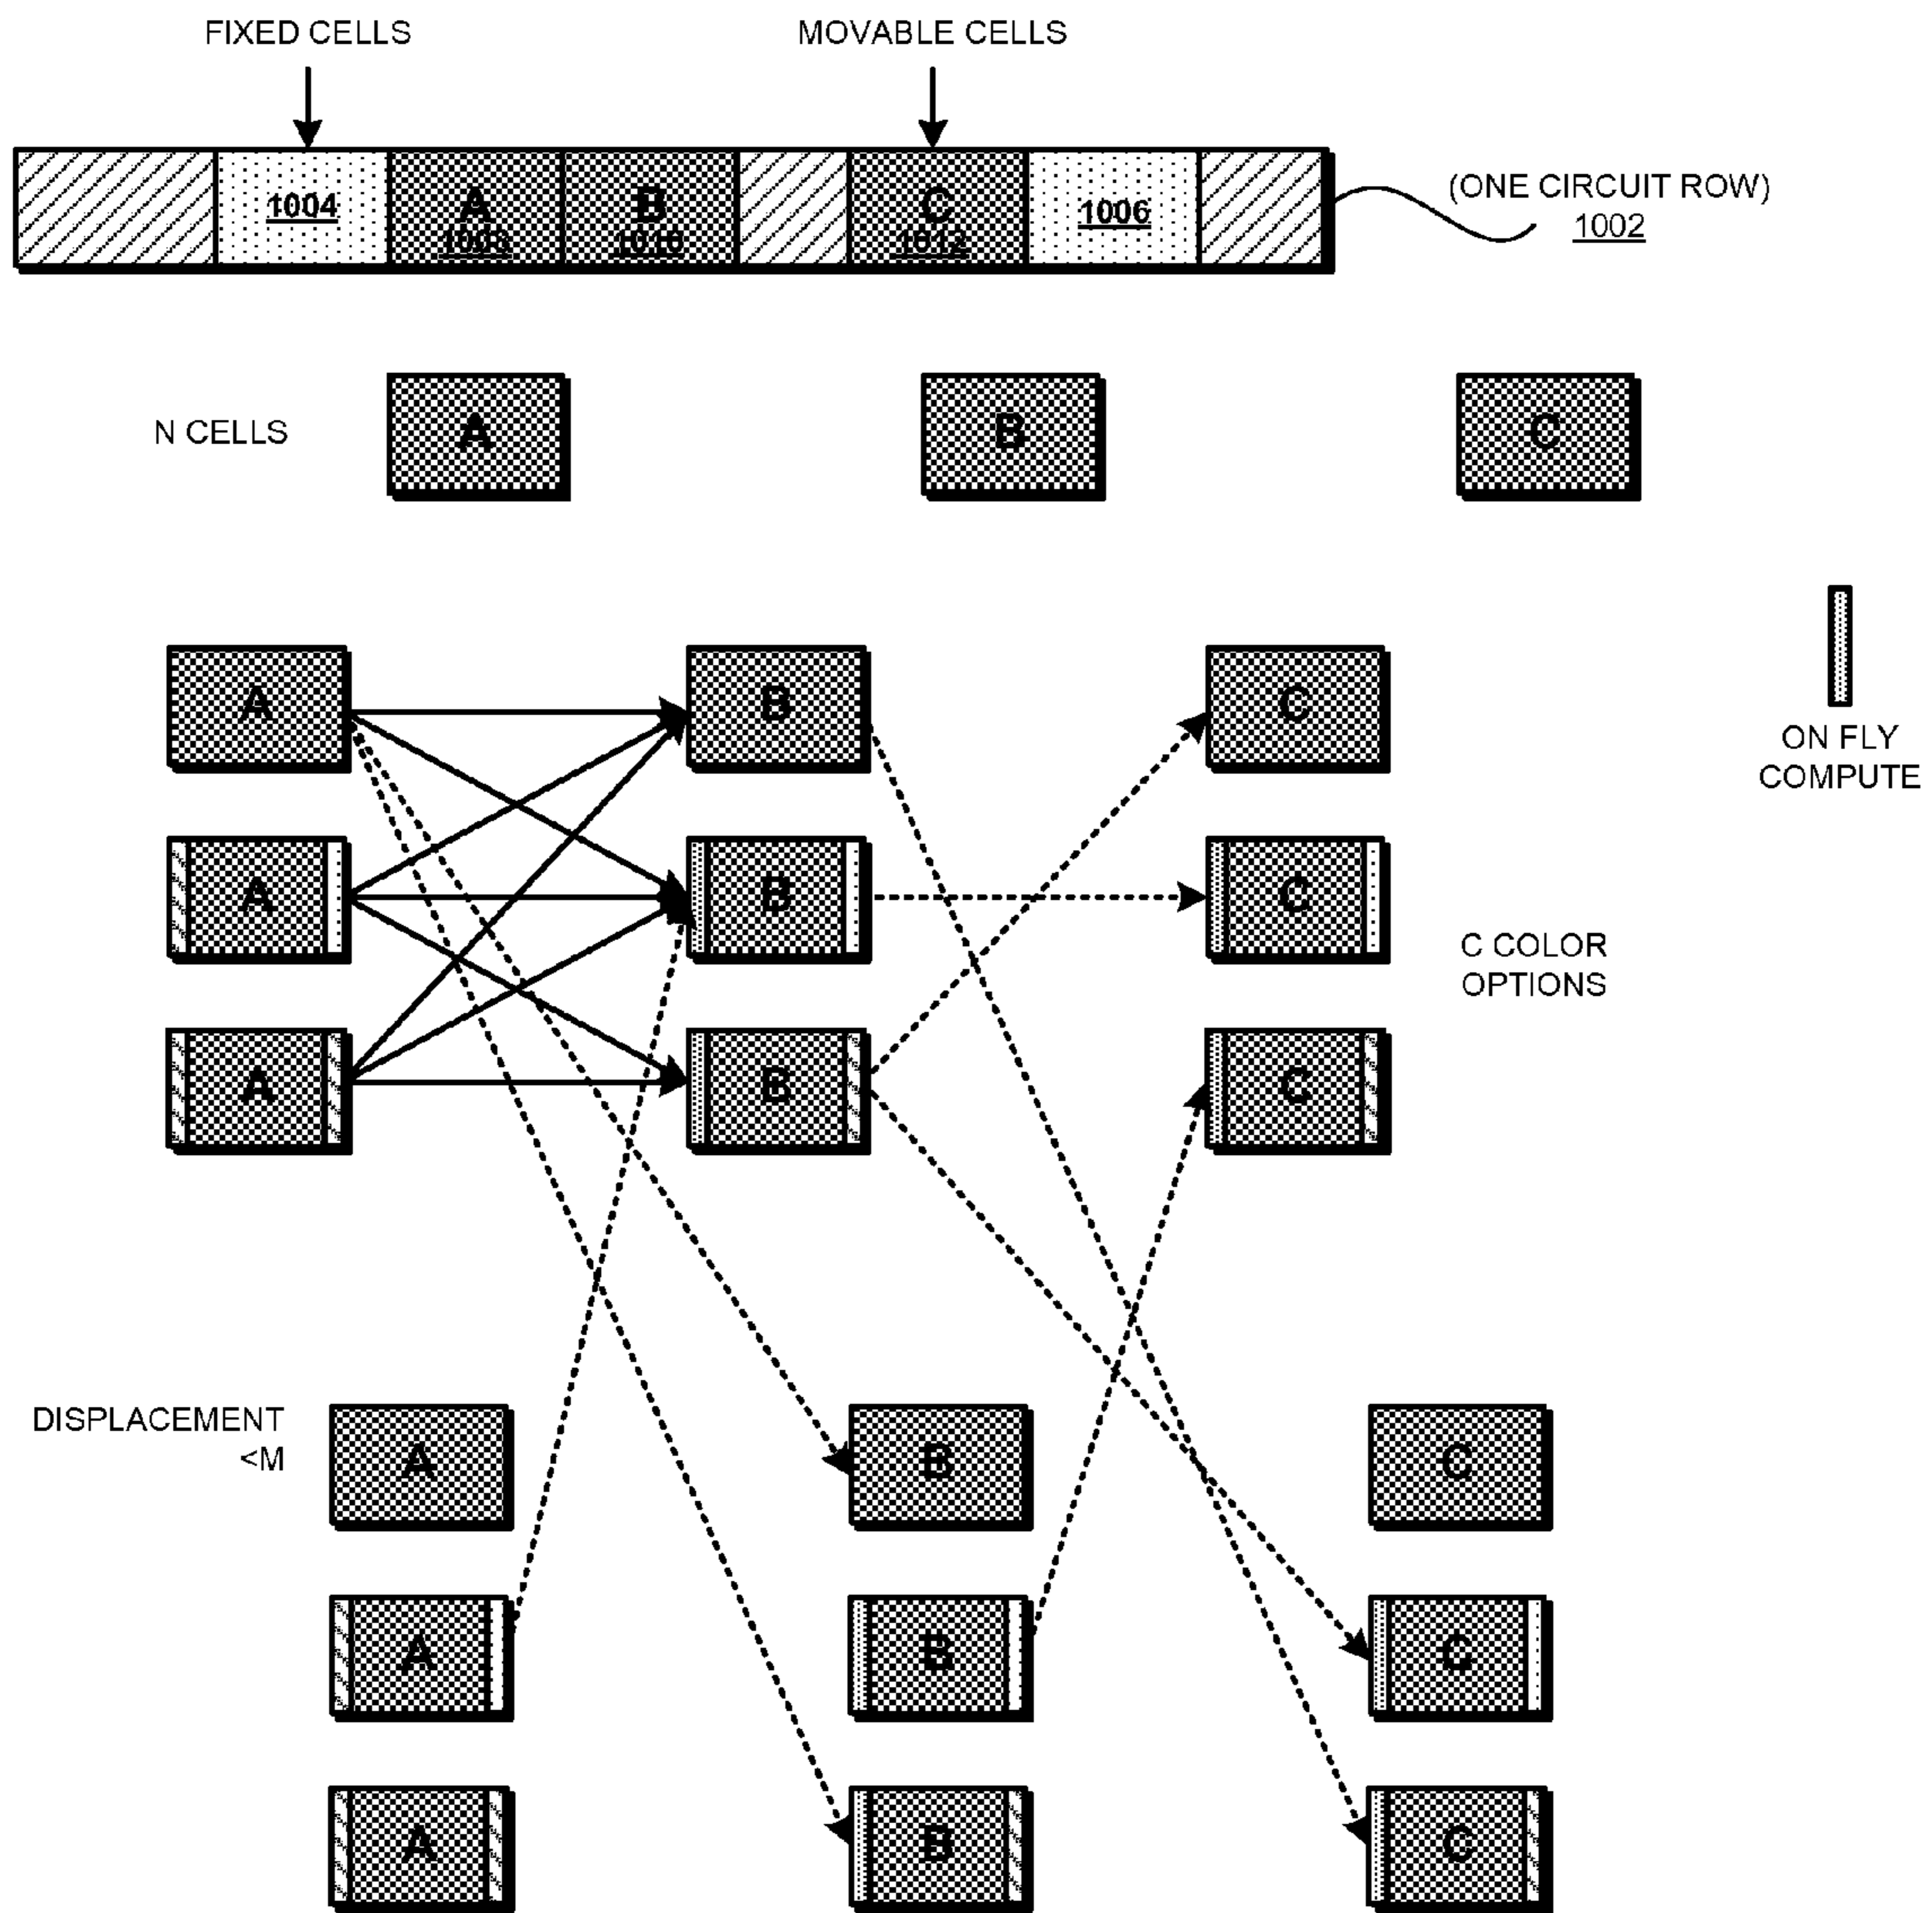 FIXED CELLS
MOVABLE CELLS
1004
A
1008
B
1010
C
1012
1006
(ONE CIRCUIT ROW)
1002
N CELLS
A
B
C
A
B
C
ON FLY
COMPUTE
A
B
C
C COLOR
OPTIONS
A
B
C
DISPLACEMENT
<M
A
B
C
A
B
C
A
B
C